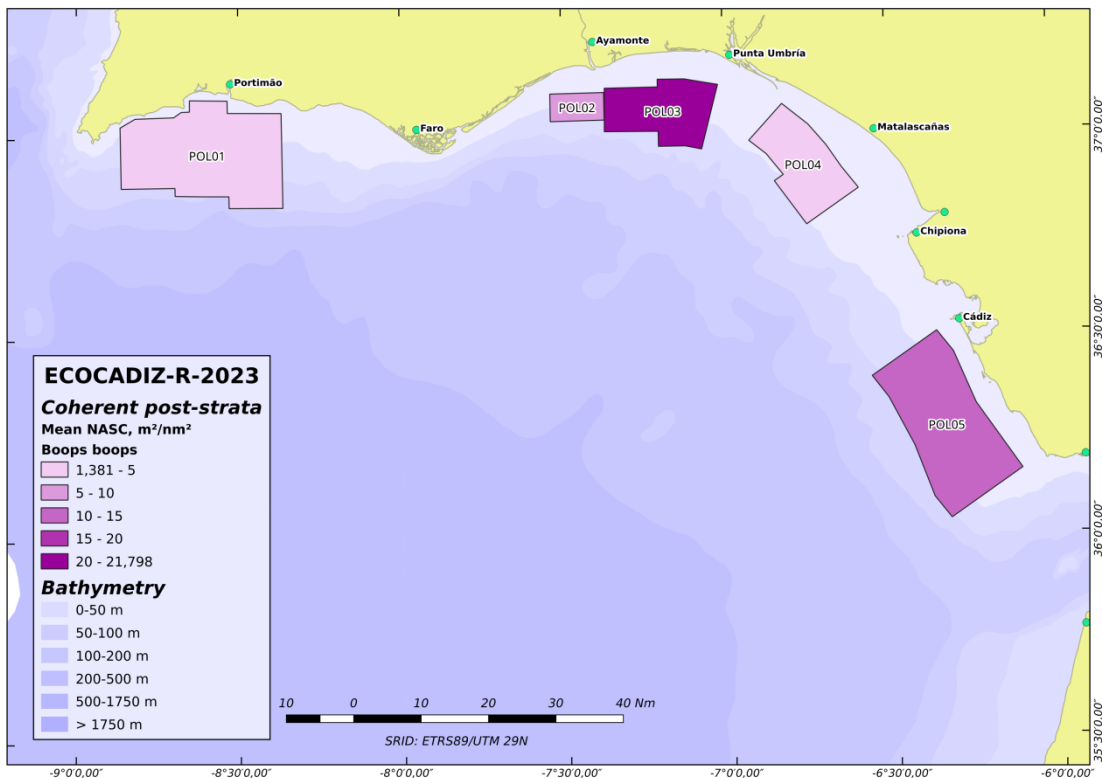 Ayamonte
Punta Umbría
Portimão
POL02
POL03
Faro
Matalascañas
POL01
POL04
Chipiona
Cádiz
POL05
37°0'0,00"
36°30'0,00"
36°0'0,00"
35°30'0.00"
ECOCADIZ-R-2023
Coherent post-strata
Mean NASC, m²/nm²
Boops boops
1,381 - 5
5 - 10
10 - 15
15 - 20
20 - 21,798
Bathymetry
0-50 m
50-100 m
100-200 m
200-500 m
500-1750 m
> 1750 m
10 0 10 20 30 40 Nm
SRID: ETRS89/UTM 29N
-9°0'0,00" -8°30'0,00" -8°0'0,00" -7°30'0,00" -7°0'0,00" -6°30'0,00" -6°0'0,00"